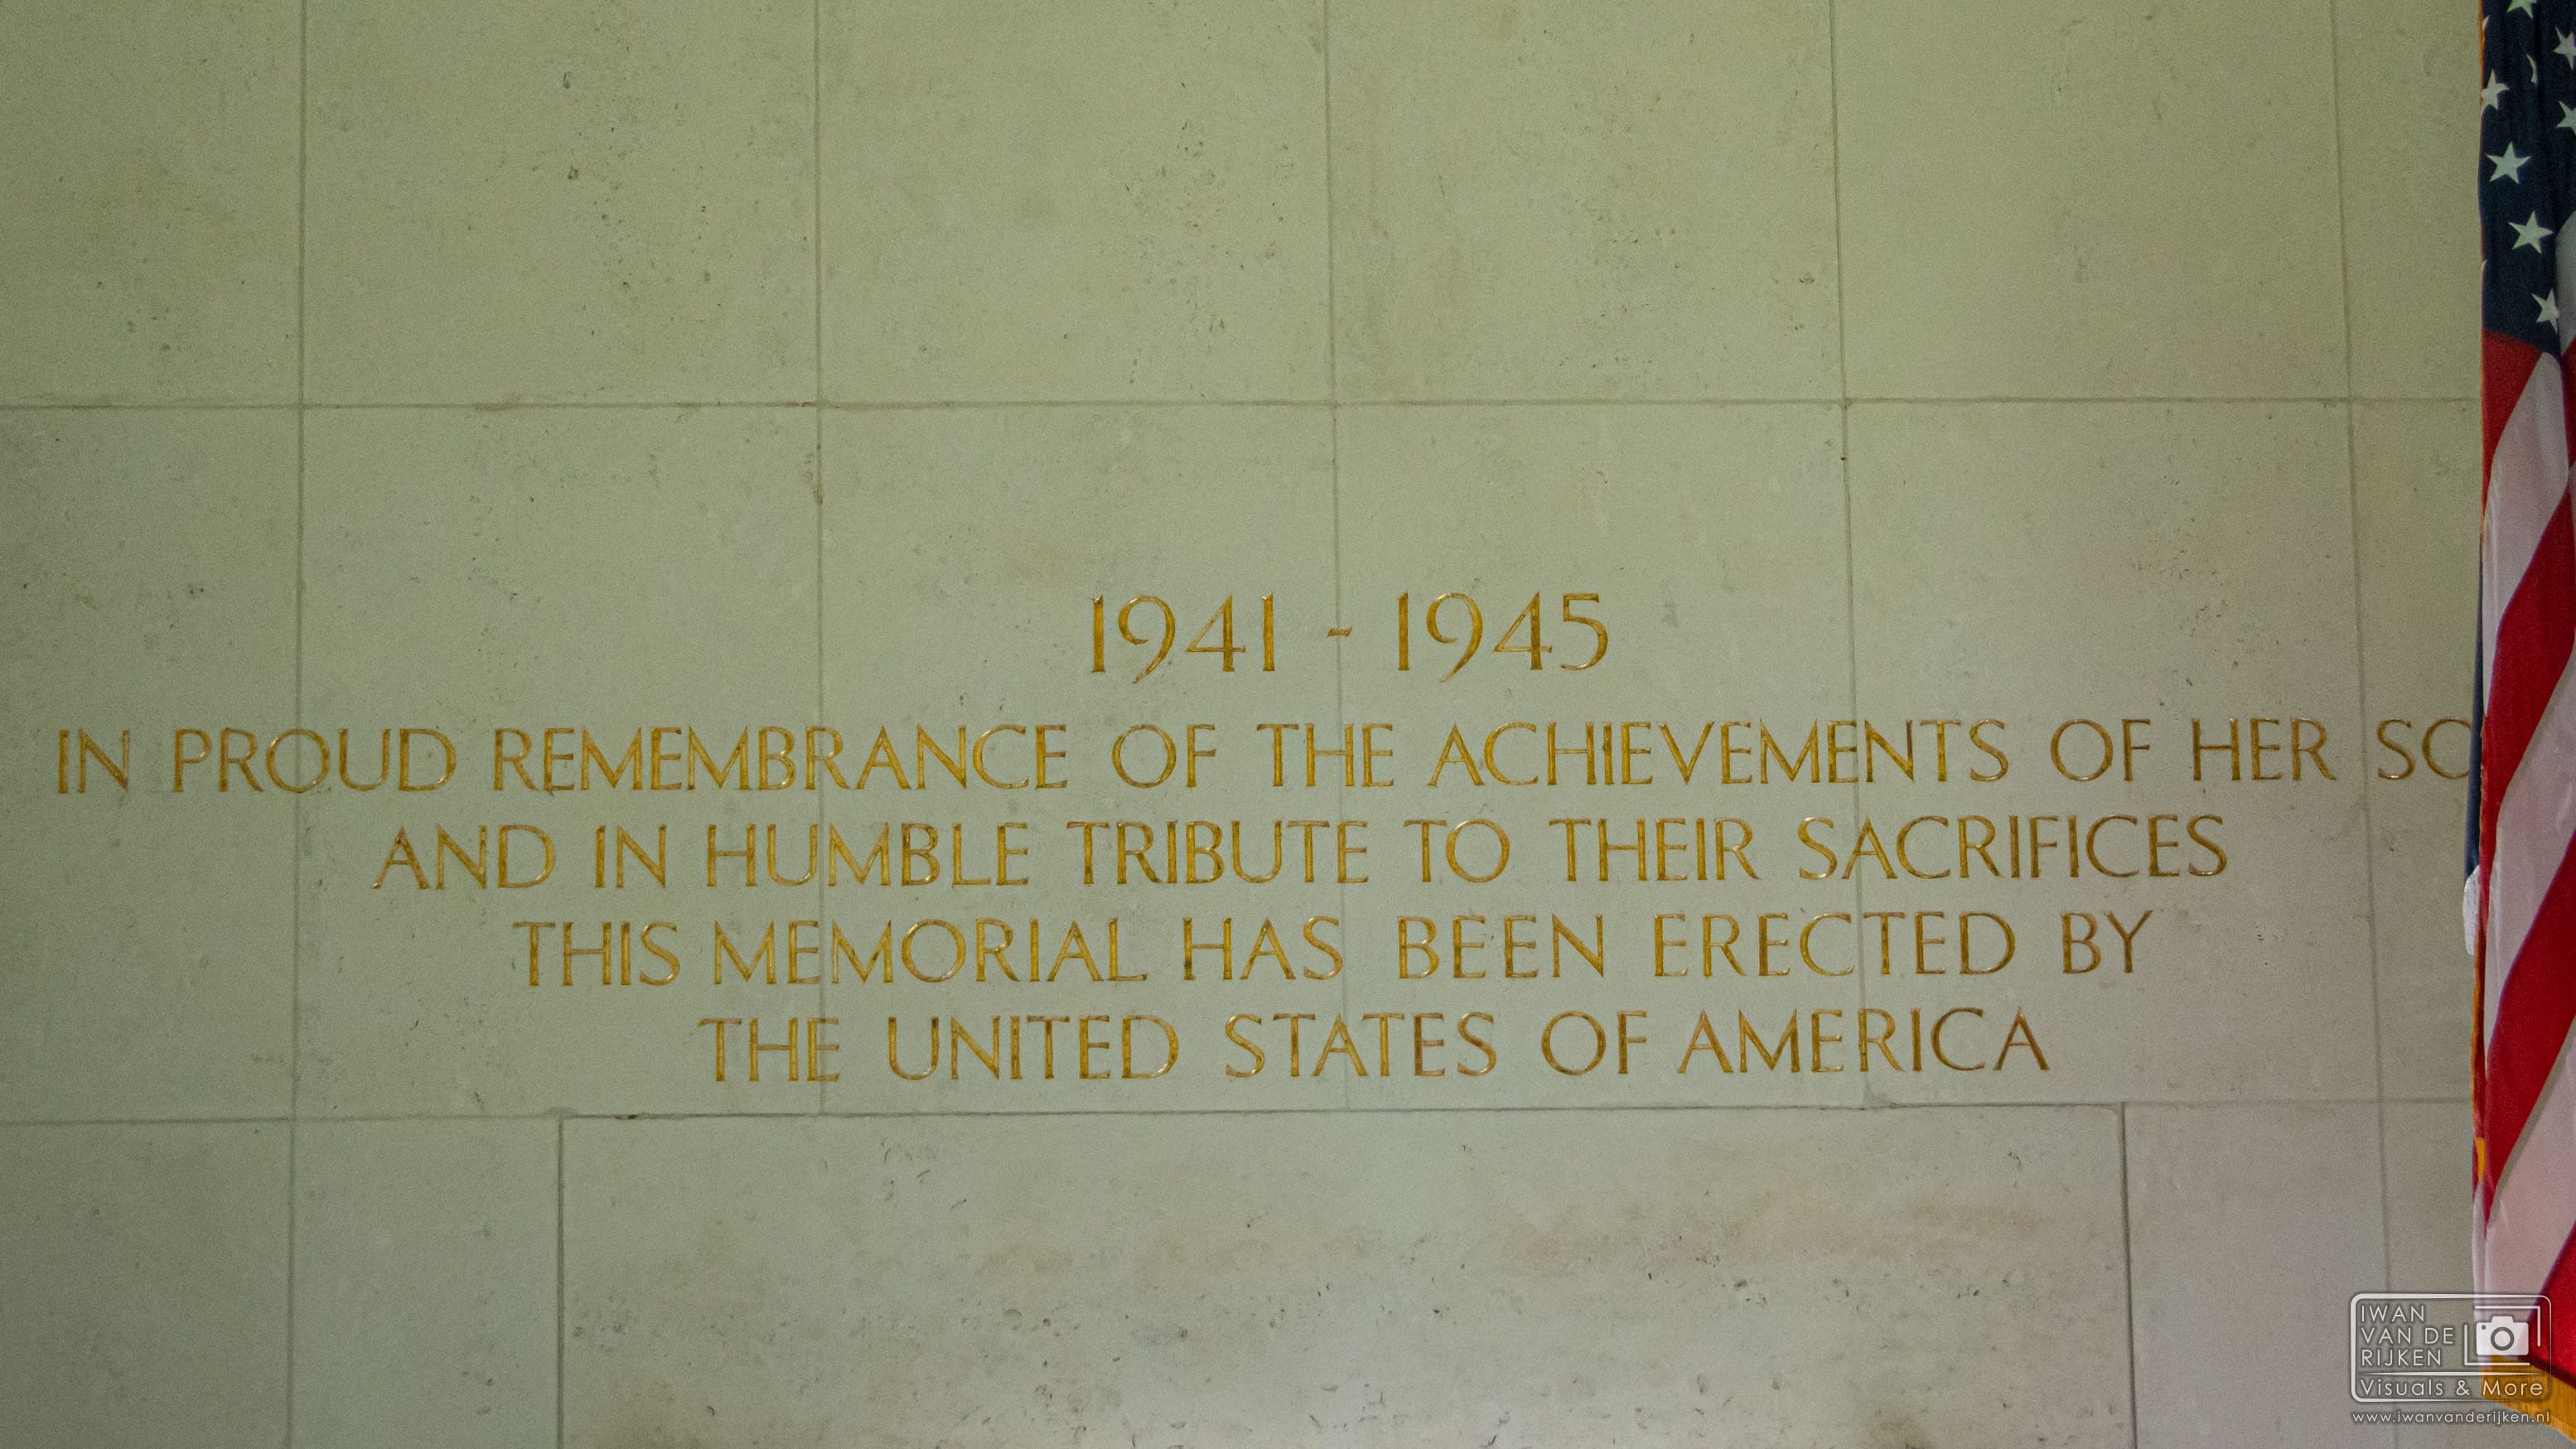 1941 - 1945
IN PROUD REMEMBRANCE OF THE ACHIEVEMENTS OF HER
AND IN HUMBLE TRIBUTE TO THEIR SACRIFICES
THIS MEMORIAL HAS BEEN ERECTED BY
THE UNITED STATES OF AMERICA
IWAN
VAN DE
RIJKEN
Visuals & More
www.iwanvanderijken.nl